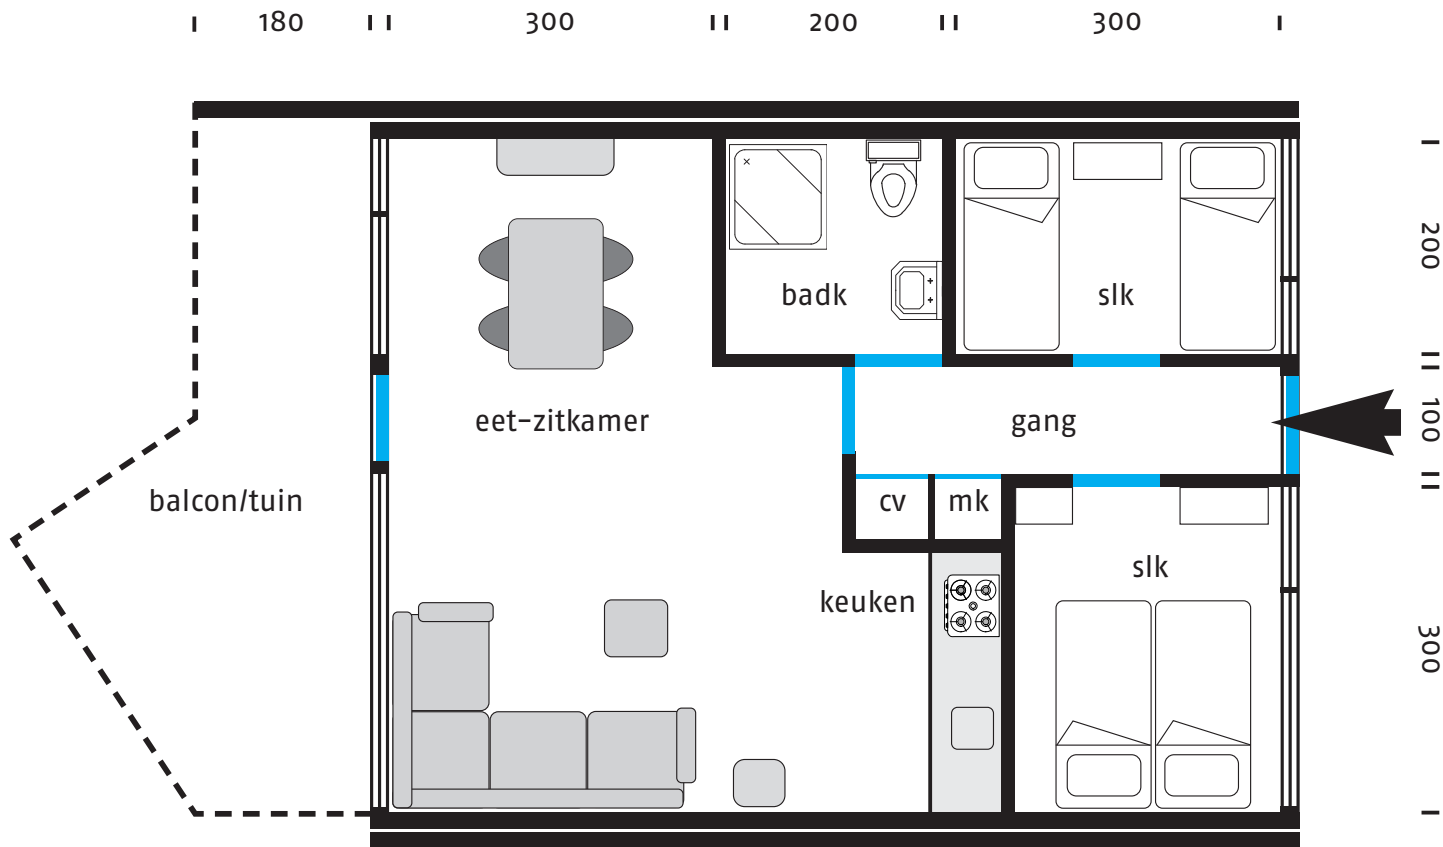 180 300 200 300
badk slk
200
eet-zitkamer gang
100
balcon/tuin cv mk
slk
keuken
300